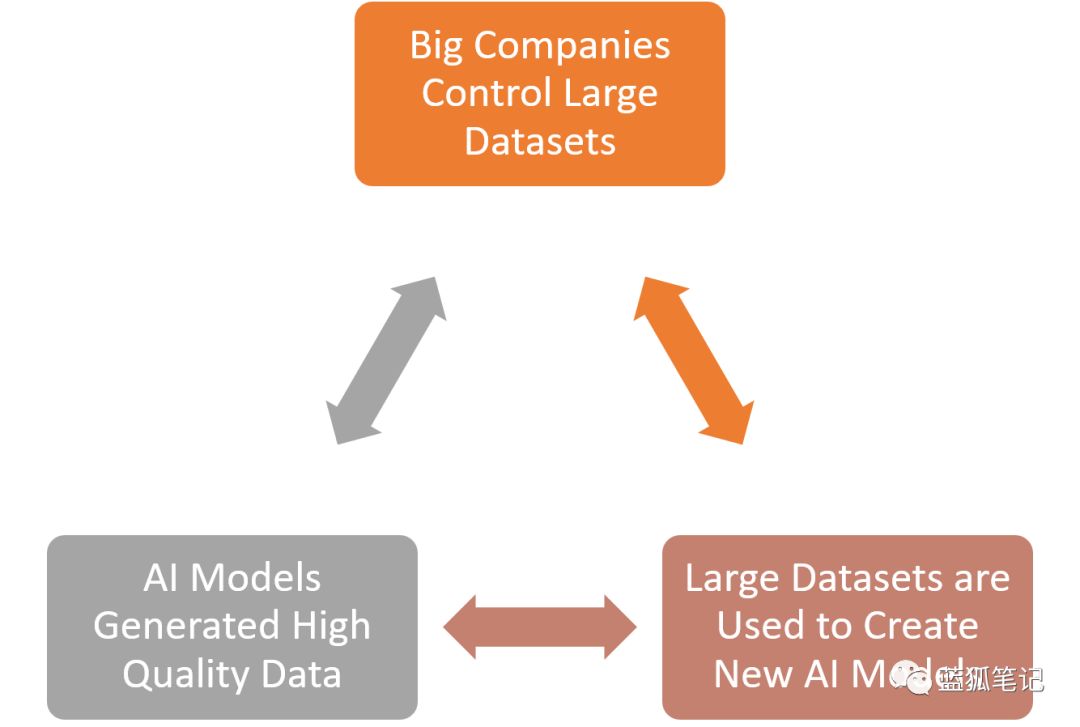 Big Companies
Control Large
Datasets
AI Models
Generated High
Quality Data
Large Datasets are
Used to Create
New AI Models
蓝狐笔记